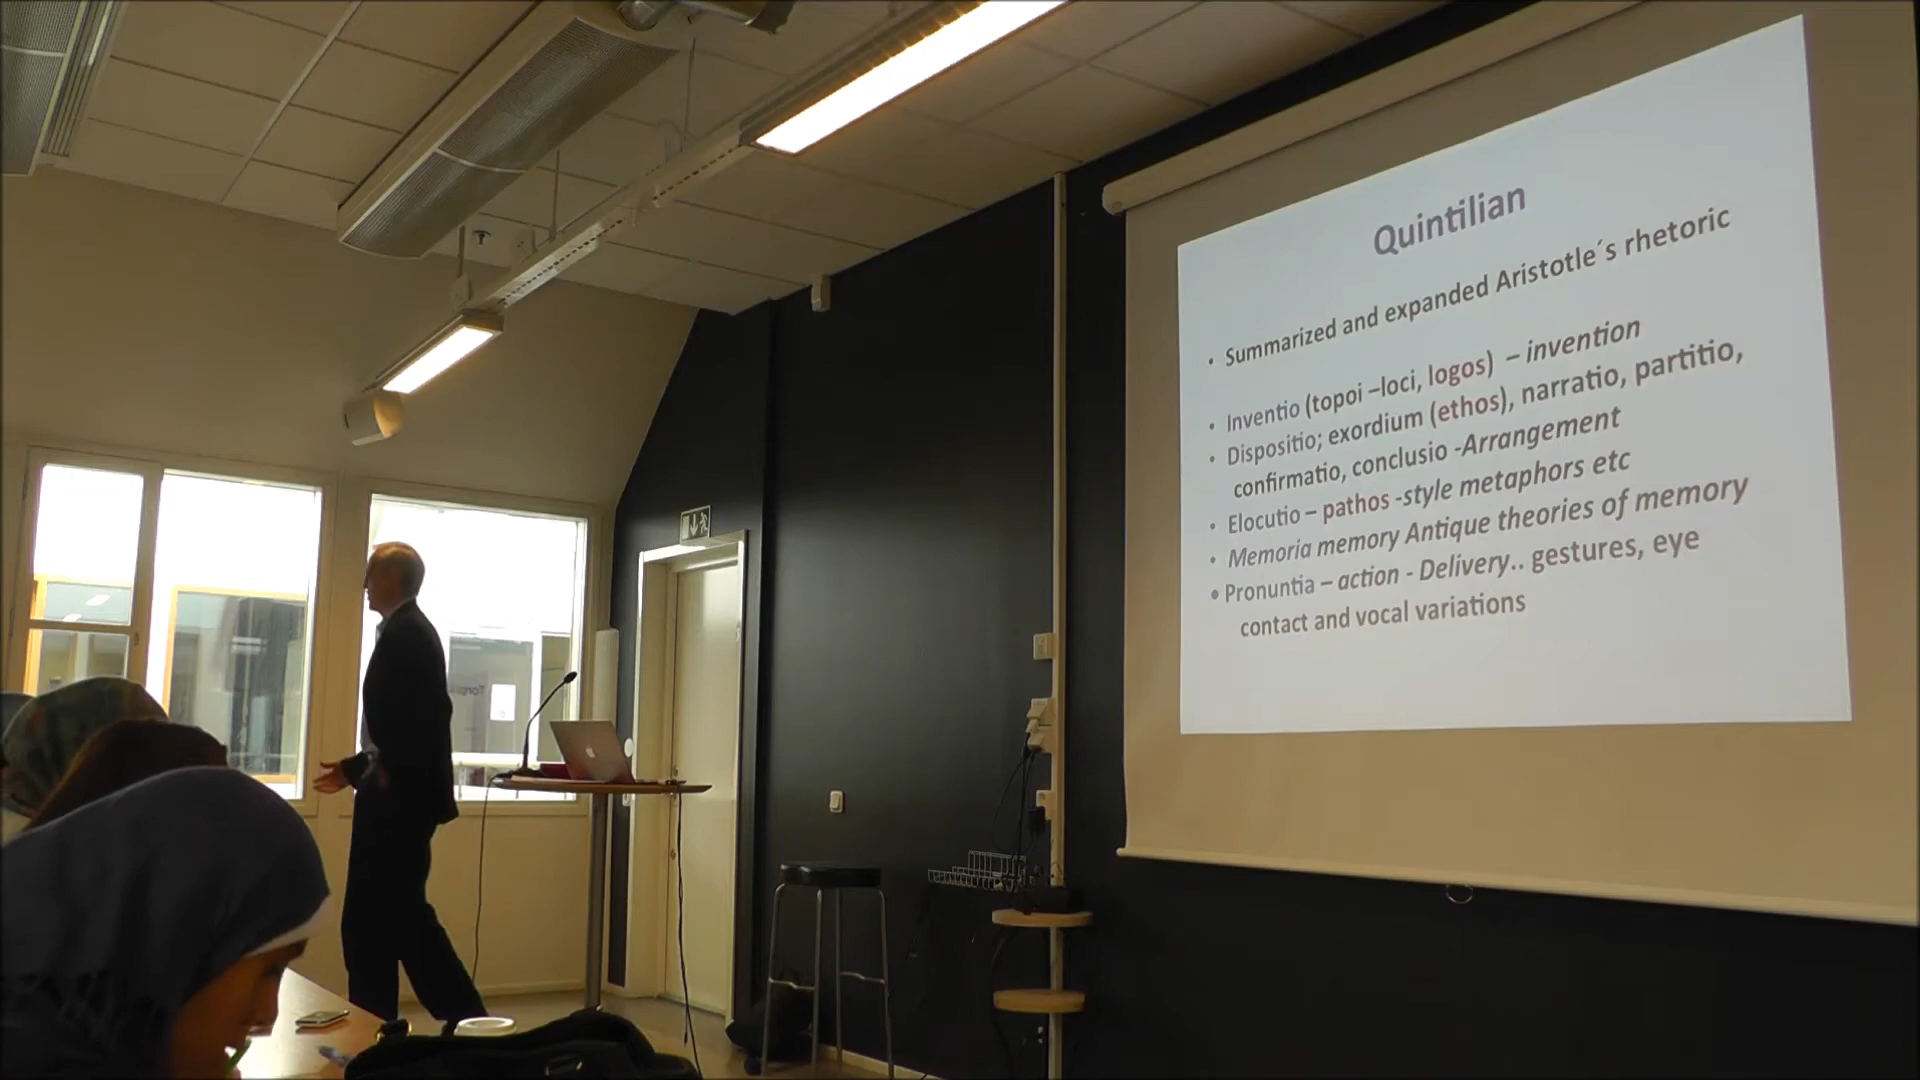 Quintilian
• Summarized and expanded Aristotle´s rhetoric
• Inventio (topoi –loci, logos) – invention
• Dispositio; exordium (ethos), narratio, partitio,
confirmatio, conclusio -Arrangement
• Elocutio – pathos -style metaphors etc
• Memoria memory Antique theories of memory
• Pronuntia – action - Delivery.. gestures, eye
contact and vocal variations